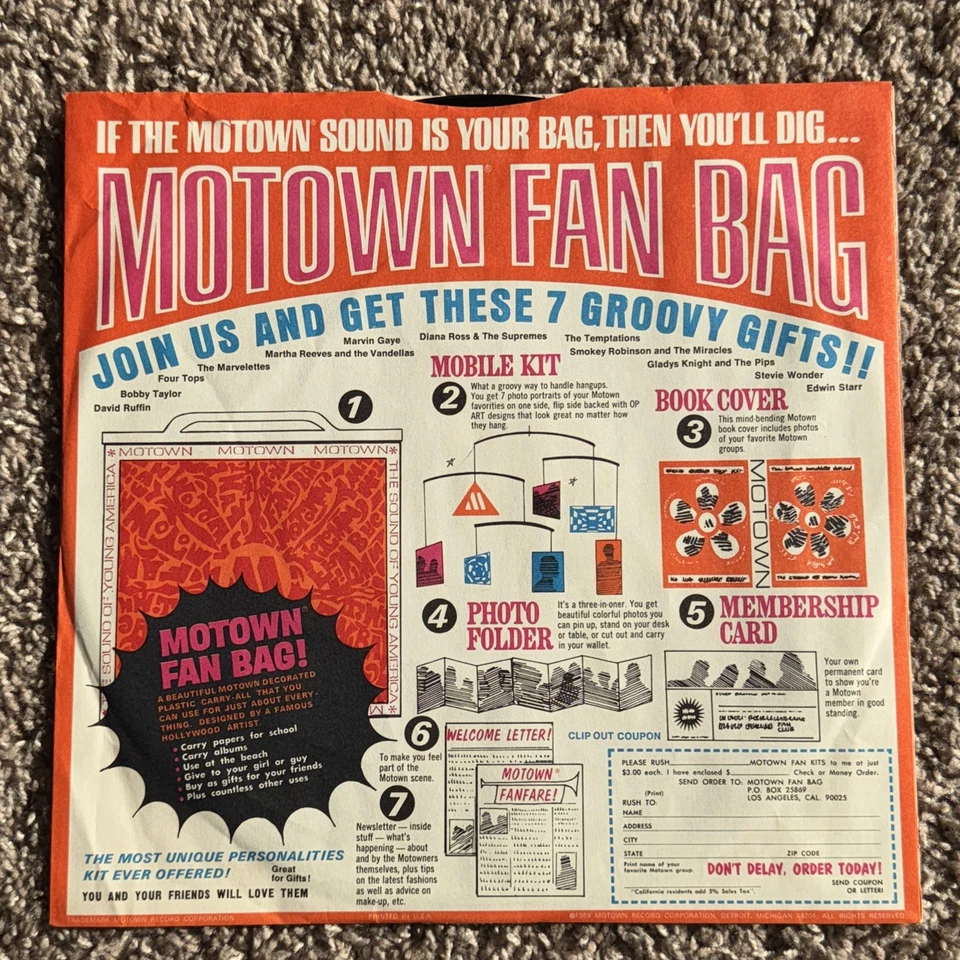 IF THE MOTOWN® SOUND IS YOUR BAG, THEN YOU'LL DIG...
MOTOWN® FAN BAG
JOIN US AND GET THESE 7 GROOVY GIFTS!!
David Ruffin
Bobby Taylor
Four Tops
The Marvelettes
Martha Reeves and the Vandellas
Marvin Gaye
Diana Ross & The Supremes
The Temptations
Smokey Robinson and The Miracles
Gladys Knight and The Pips
Stevie Wonder
Edwin Starr
1
MOTOWN MOTOWN MOTOWN
SOUND OF YOUNG AMERICA*
*THE SOUND OF YOUNG AMERICA*
M
MOTOWN®
FAN BAG!
A BEAUTIFUL MOTOWN DECORATED
PLASTIC CARRY-ALL THAT YOU
CAN USE FOR JUST ABOUT EVERY-
THING. DESIGNED BY A FAMOUS
HOLLYWOOD ARTIST.
• Carry papers for school
• Carry albums
• Use at the beach
• Give to your girl or guy
• Buy as gifts for your friends
• Plus countless other uses
THE MOST UNIQUE PERSONALITIES
KIT EVER OFFERED!
Great
for Gifts!
YOU AND YOUR FRIENDS WILL LOVE THEM
MOBILE KIT
2
What a groovy way to handle hangups.
You get 7 photo portraits of your Motown
favorities on one side, flip side backed with OP
ART designs that look great no matter how
they hang.
BOOK COVER
3
This mind-bending Motown
book cover includes photos
of your favorite Motown
groups.
MOTOWN
4
PHOTO
FOLDER
It's a three-in-oner. You get
beautiful colorful photos you
can pin up, stand on your desk
or table, or cut out and carry
in your wallet.
5
MEMBERSHIP
CARD
Your own
permanent card
to show you're
a Motown
member in good
standing.
6
To make you feel
part of the
Motown scene.
WELCOME LETTER!
7
Newsletter — inside
stuff — what's
happening — about
and by the Motowners
themselves, plus tips
on the latest fashions
as well as advice on
make-up, etc.
MOTOWN®
FANFARE!
CLIP OUT COUPON
PLEASE RUSH MOTOWN FAN KITS to me at just
$3.00 each. I have enclosed $ Check or Money Order.
SEND ORDER TO: MOTOWN FAN BAG
P.O. BOX 25869
LOS ANGELES, CAL. 90025
(Print)
RUSH TO:
NAME
ADDRESS
CITY
STATE ZIP CODE
Print name of your
favorite Motown group.
DON'T DELAY, ORDER TODAY!
SEND COUPON
OR LETTER!
"California residents add 5% Sales Tax".
TRADEMARK MOTOWN RECORD CORPORATION
PRINTED IN U.S.A.
©1968 MOTOWN RECORD CORPORATION, DETROIT, MICHIGAN 48201, ALL RIGHTS RESERVED